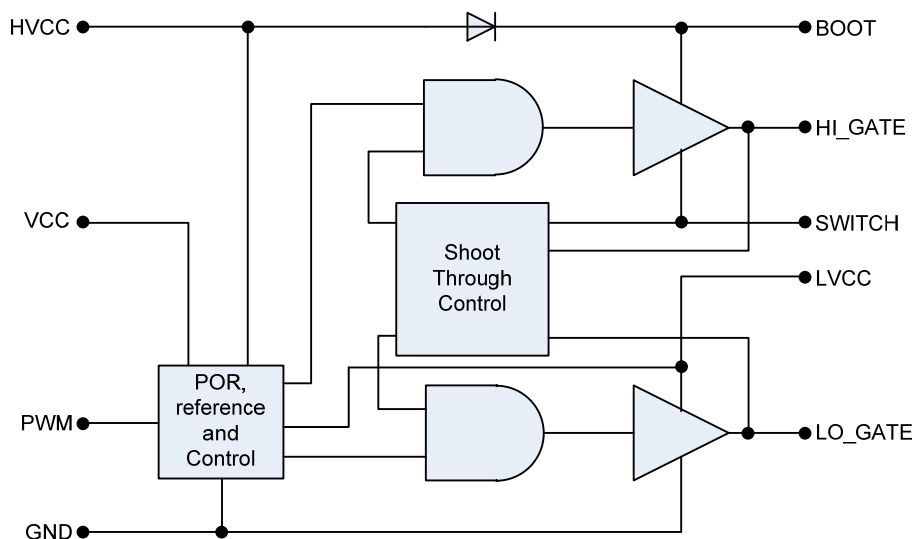 HVCC
BOOT
HI_GATE
VCC
SWITCH
Shoot
Through
Control
LVCC
POR,
reference
and
Control
PWM
LO_GATE
GND